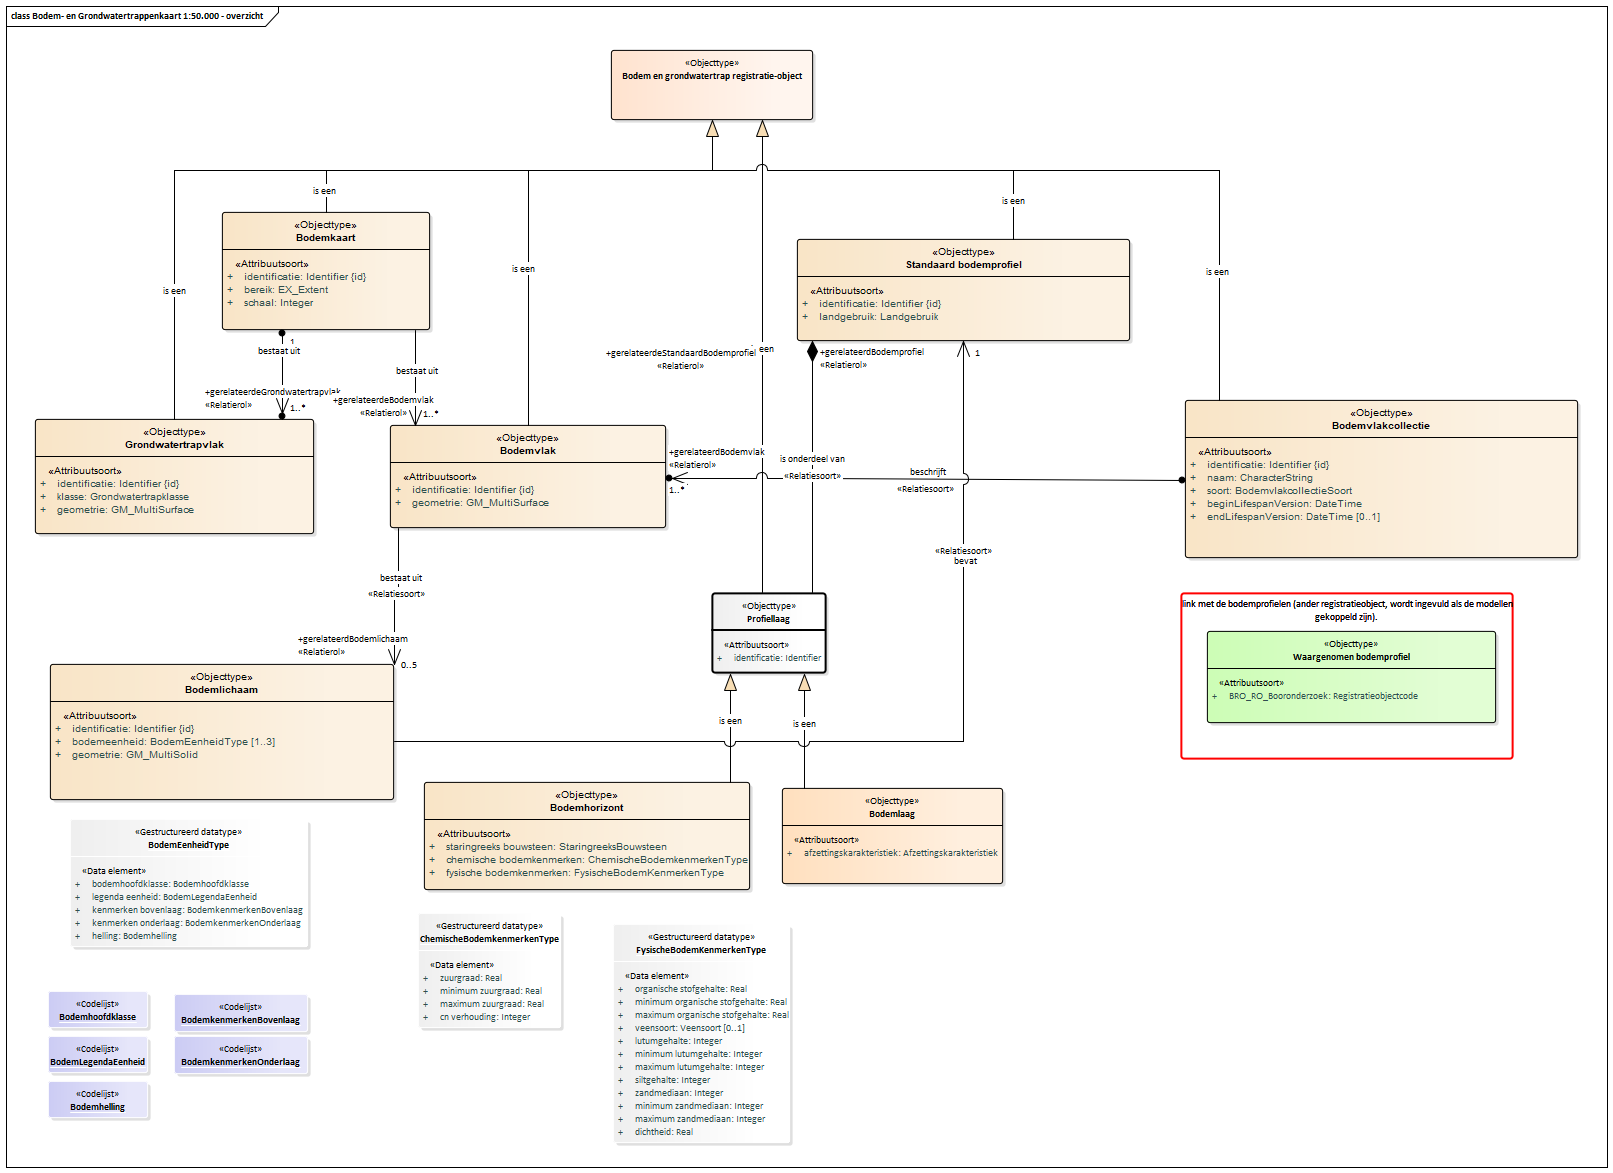 class Bodem- en Grondwatertrappenkaart 1:50.000 - overzicht
«Objecttype»
Bodem en grondwatertrap registratie-object
is een
is een
is een
is een
is een
een
«Objecttype»
Bodemkaart
«Attribuutsoort»
+ identificatie: Identifier {id}
+ bereik: EX_Extent
+ schaal: Integer
«Objecttype»
Standaard bodemprofiel
«Attribuutsoort»
+ identificatie: Identifier {id}
+ landgebruik: Landgebruik
1
bestaat uit
+gerelateerdeGrondwatertrapvlak
«Relatierol»
1..*
bestaat uit
+gerelateerdeBodemvlak
«Relatierol»
1..*
+gerelateerdeStandaardBodemprofiel
«Relatierol»
+gerelateerdBodemprofiel
«Relatierol»
1
«Objecttype»
Grondwatertrapvlak
«Attribuutsoort»
+ identificatie: Identifier {id}
+ klasse: Grondwatertrapklasse
+ geometrie: GM_MultiSurface
«Objecttype»
Bodemvlak
«Attribuutsoort»
+ identificatie: Identifier {id}
+ geometrie: GM_MultiSurface
+gerelateerdBodemvlak
«Relatierol»
1..*
is onderdeel van
«Relatiesoort»
beschrijft
«Relatiesoort»
«Objecttype»
Bodemvlakcollectie
«Attribuutsoort»
+ identificatie: Identifier {id}
+ naam: CharacterString
+ soort: BodemvlakcollectieSoort
+ beginLifespanVersion: DateTime
+ endLifespanVersion: DateTime [0..1]
«Relatiesoort»
bevat
bestaat uit
«Relatiesoort»
+gerelateerdBodemlichaam
«Relatierol»
0..5
«Objecttype»
Profiellaag
«Attribuutsoort»
+ identificatie: Identifier
link met de bodemprofielen (ander registratieobject, wordt ingevuld als de modellen
gekoppeld zijn).
«Objecttype»
Waargenomen bodemprofiel
«Attribuutsoort»
+ BRO_RO_Booronderzoek: Registratieobjectcode
«Objecttype»
Bodemlichaam
«Attribuutsoort»
+ identificatie: Identifier {id}
+ bodemeenheid: BodemEenheidType [1..3]
+ geometrie: GM_MultiSolid
is een
is een
«Objecttype»
Bodemhorizont
«Attribuutsoort»
+ staringreeks bouwsteen: StaringreeksBouwsteen
+ chemische bodemkenmerken: ChemischeBodemkenmerkenType
+ fysische bodemkenmerken: FysischeBodemKenmerkenType
«Objecttype»
Bodemlaag
«Attribuutsoort»
+ afzettingskarakteristiek: Afzettingskarakteristiek
«Gestructureerd datatype»
BodemEenheidType
«Data element»
+ bodemhoofdklasse: Bodemhoofdklasse
+ legenda eenheid: BodemLegendaEenheid
+ kenmerken bovenlaag: BodemkenmerkenBovenlaag
+ kenmerken onderlaag: BodemkenmerkenOnderlaag
+ helling: Bodemhelling
«Gestructureerd datatype»
ChemischeBodemkenmerkenType
«Data element»
+ zuurgraad: Real
+ minimum zuurgraad: Real
+ maximum zuurgraad: Real
+ cn verhouding: Integer
«Gestructureerd datatype»
FysischeBodemKenmerkenType
«Data element»
+ organische stofgehalte: Real
+ minimum organische stofgehalte: Real
+ maximum organische stofgehalte: Real
+ veensoort: Veensoort [0..1]
+ lutumgehalte: Integer
+ minimum lutumgehalte: Integer
+ maximum lutumgehalte: Integer
+ siltgehalte: Integer
+ zandmediaan: Integer
+ minimum zandmediaan: Integer
+ maximum zandmediaan: Integer
+ dichtheid: Real
«Codelijst»
Bodemhoofdklasse
«Codelijst»
BodemkenmerkenBovenlaag
«Codelijst»
BodemLegendaEenheid
«Codelijst»
BodemkenmerkenOnderlaag
«Codelijst»
Bodemhelling